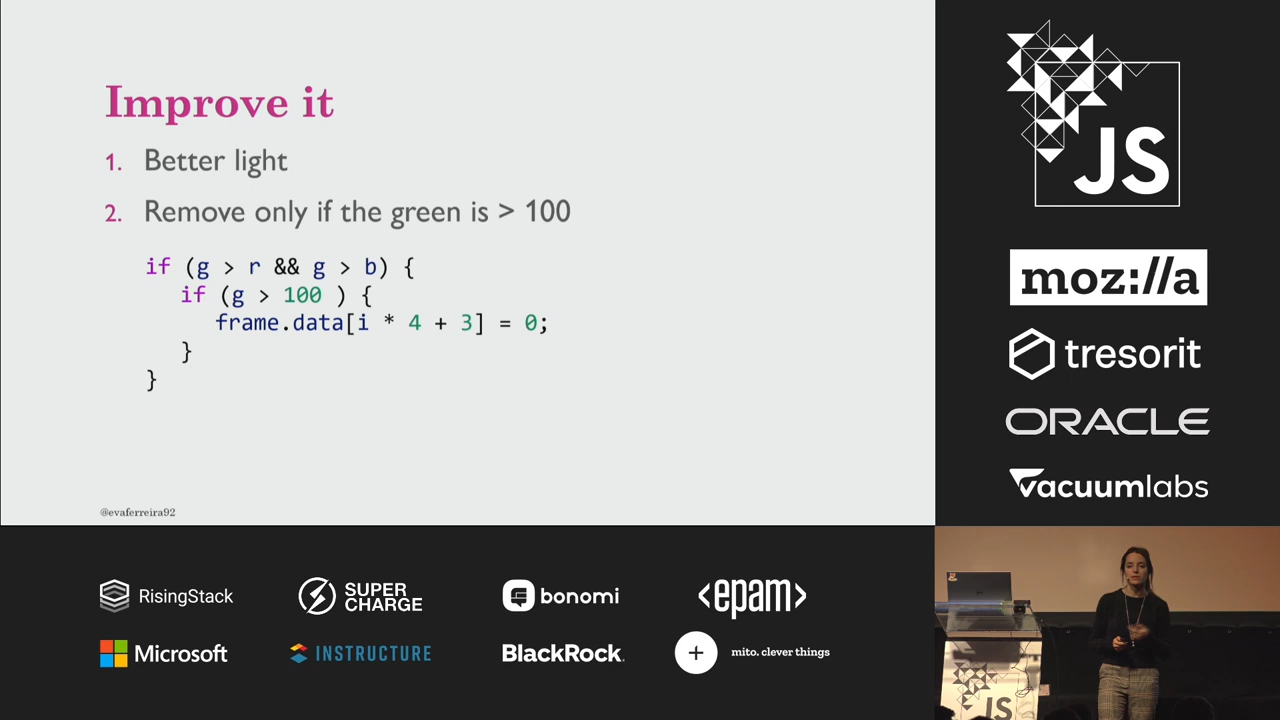 Improve it
1. Better light
2. Remove only if the green is > 100
if (g > r && g > b) {
if (g > 100 ) {
frame.data[i * 4 + 3] = 0;
}
}
@evaferreira92
JS
moz://a
tresorit
ORACLE
vacuumlabs
RisingStack
SUPER
CHARGE
bonomi
<epam>
Microsoft
INSTRUCTURE
BlackRock.
+
mito. clever things
JS